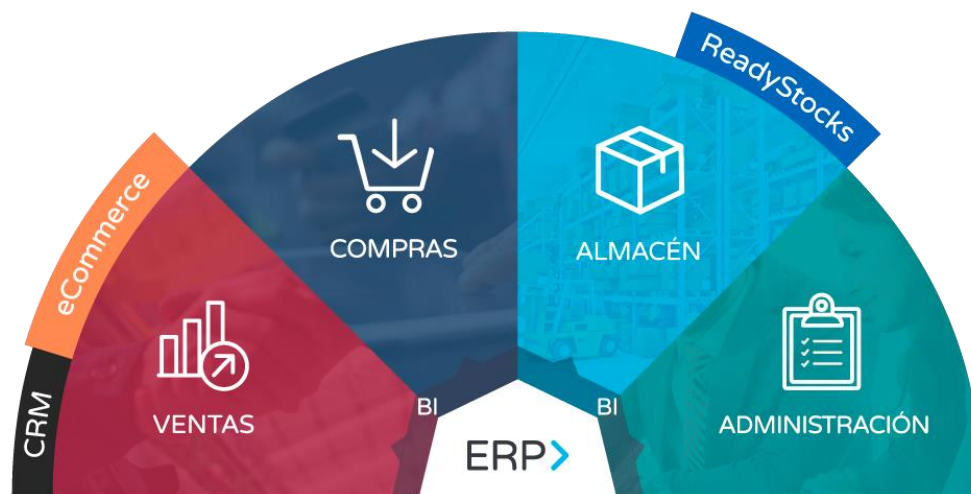 ReadyStocks
eCommerce
COMPRAS
ALMACÉN
CRM
VENTAS
BI
BI
ADMINISTRACIÓN
ERP>